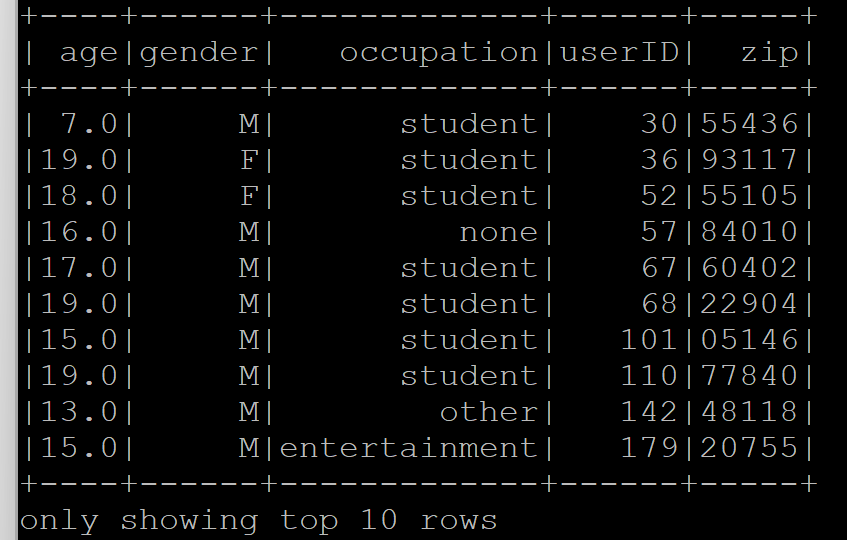 +----+------+-------------+------+-----+
| age|gender|   occupation|userID|  zip|
+----+------+-------------+------+-----+
| 7.0|     M|      student|    30|55436|
|19.0|     F|      student|    36|93117|
|18.0|     F|      student|    52|55105|
|16.0|     M|         none|    57|84010|
|17.0|     M|      student|    67|60402|
|19.0|     M|      student|    68|22904|
|15.0|     M|      student|   101|05146|
|19.0|     M|      student|   110|77840|
|13.0|     M|        other|   142|48118|
|15.0|     M|entertainment|   179|20755|
+----+------+-------------+------+-----+
only showing top 10 rows